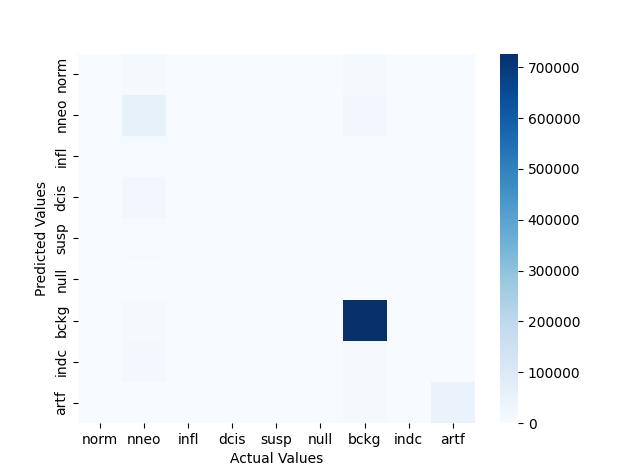 norm
nneo
infl
dcis
susp
null
bckg
indc
artf
Predicted Values
norm nneo infl dcis susp null bckg indc artf
Actual Values
700000
600000
500000
400000
300000
200000
100000
0